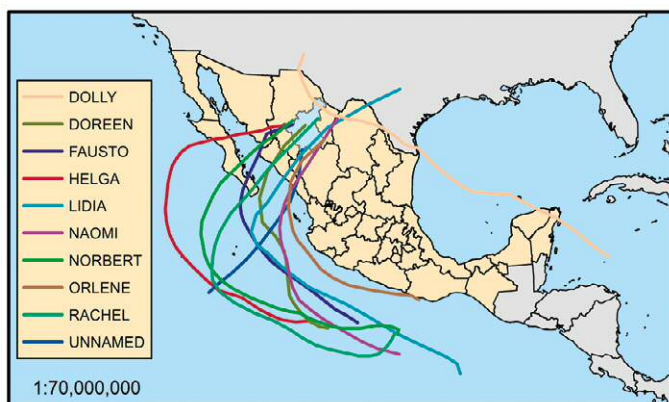 DOLLY
DOREEN
FAUSTO
HELGA
LIDIA
NAOMI
NORBERT
ORLENE
RACHEL
UNNAMED
1:70,000,000